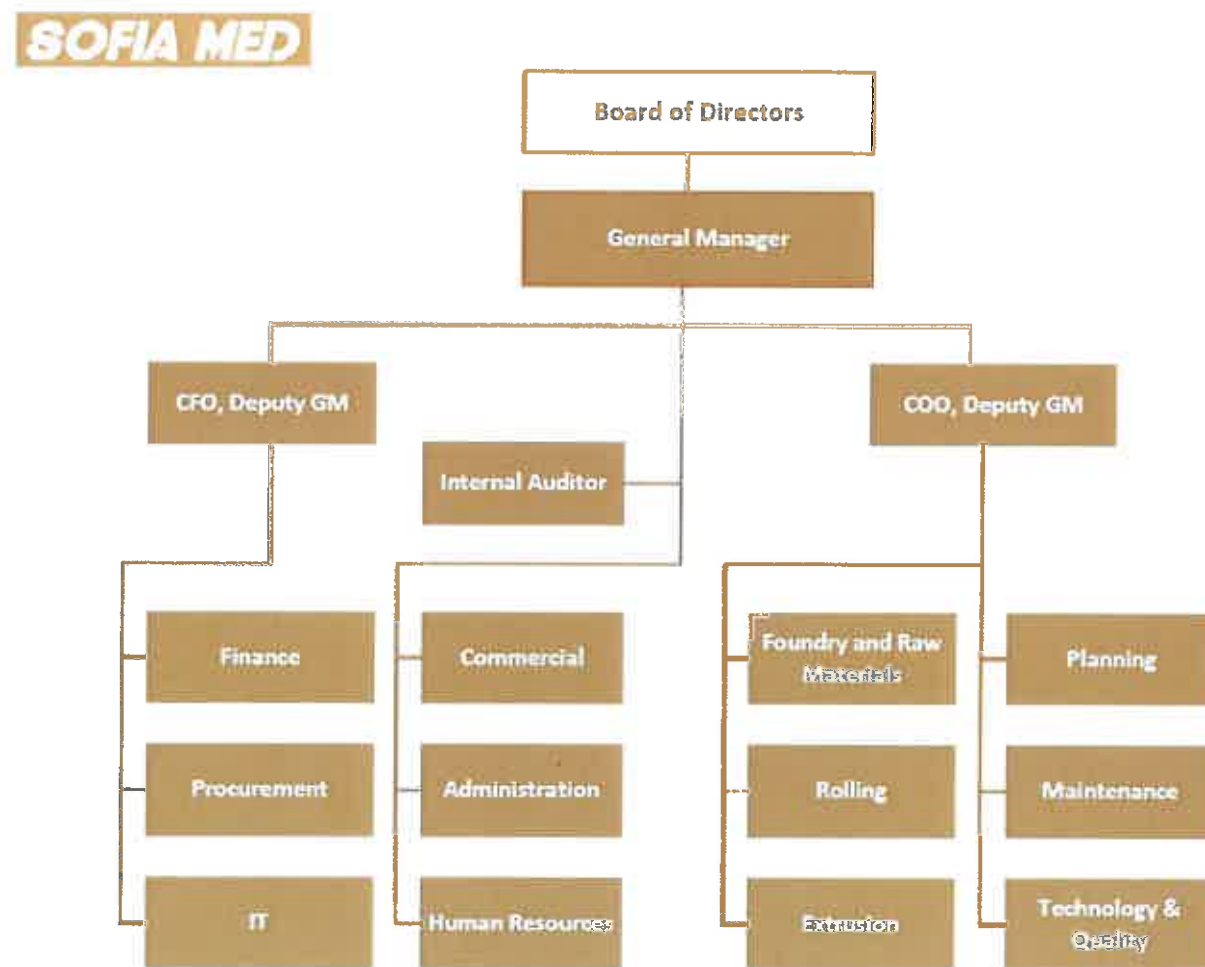 SOFIA MED
Board of Directors
General Manager
CFO, Deputy GM
COO, Deputy GM
Internal Auditor
Finance
Commercial
Foundry and Raw
Materials
Planning
Procurement
Administration
Rolling
Maintenance
IT
Human Resources
Extrusion
Technology &
Quality